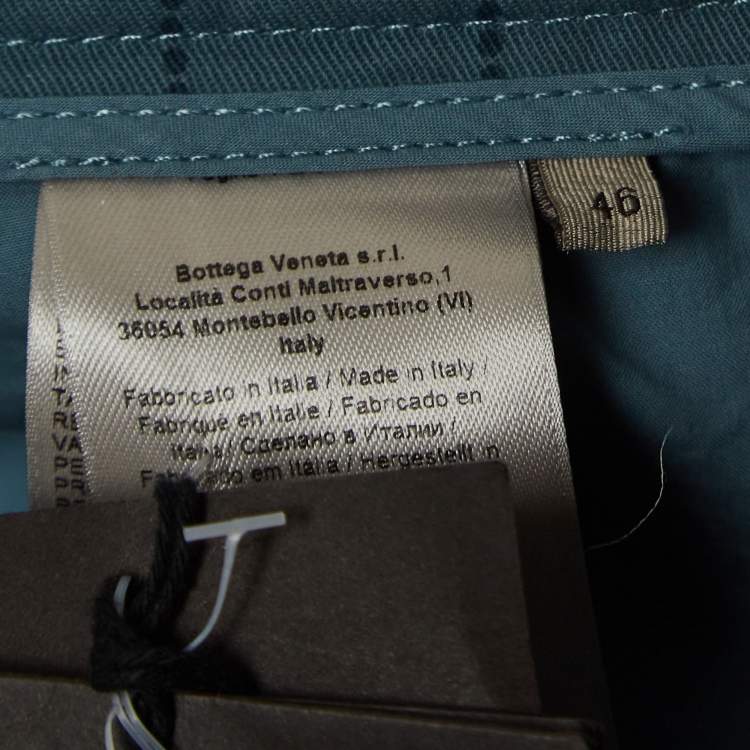 46
Bottega Veneta s.r.l.
Località Conti Maltraverso,1
36054 Montebello Vicentino (VI)
Italy
Fabbricato in Italia / Made in Italy /
Fabriqué en Italie / Fabricado en
Italia / Сделано в Италии /
Fabricado em Italia / Hergestellt in